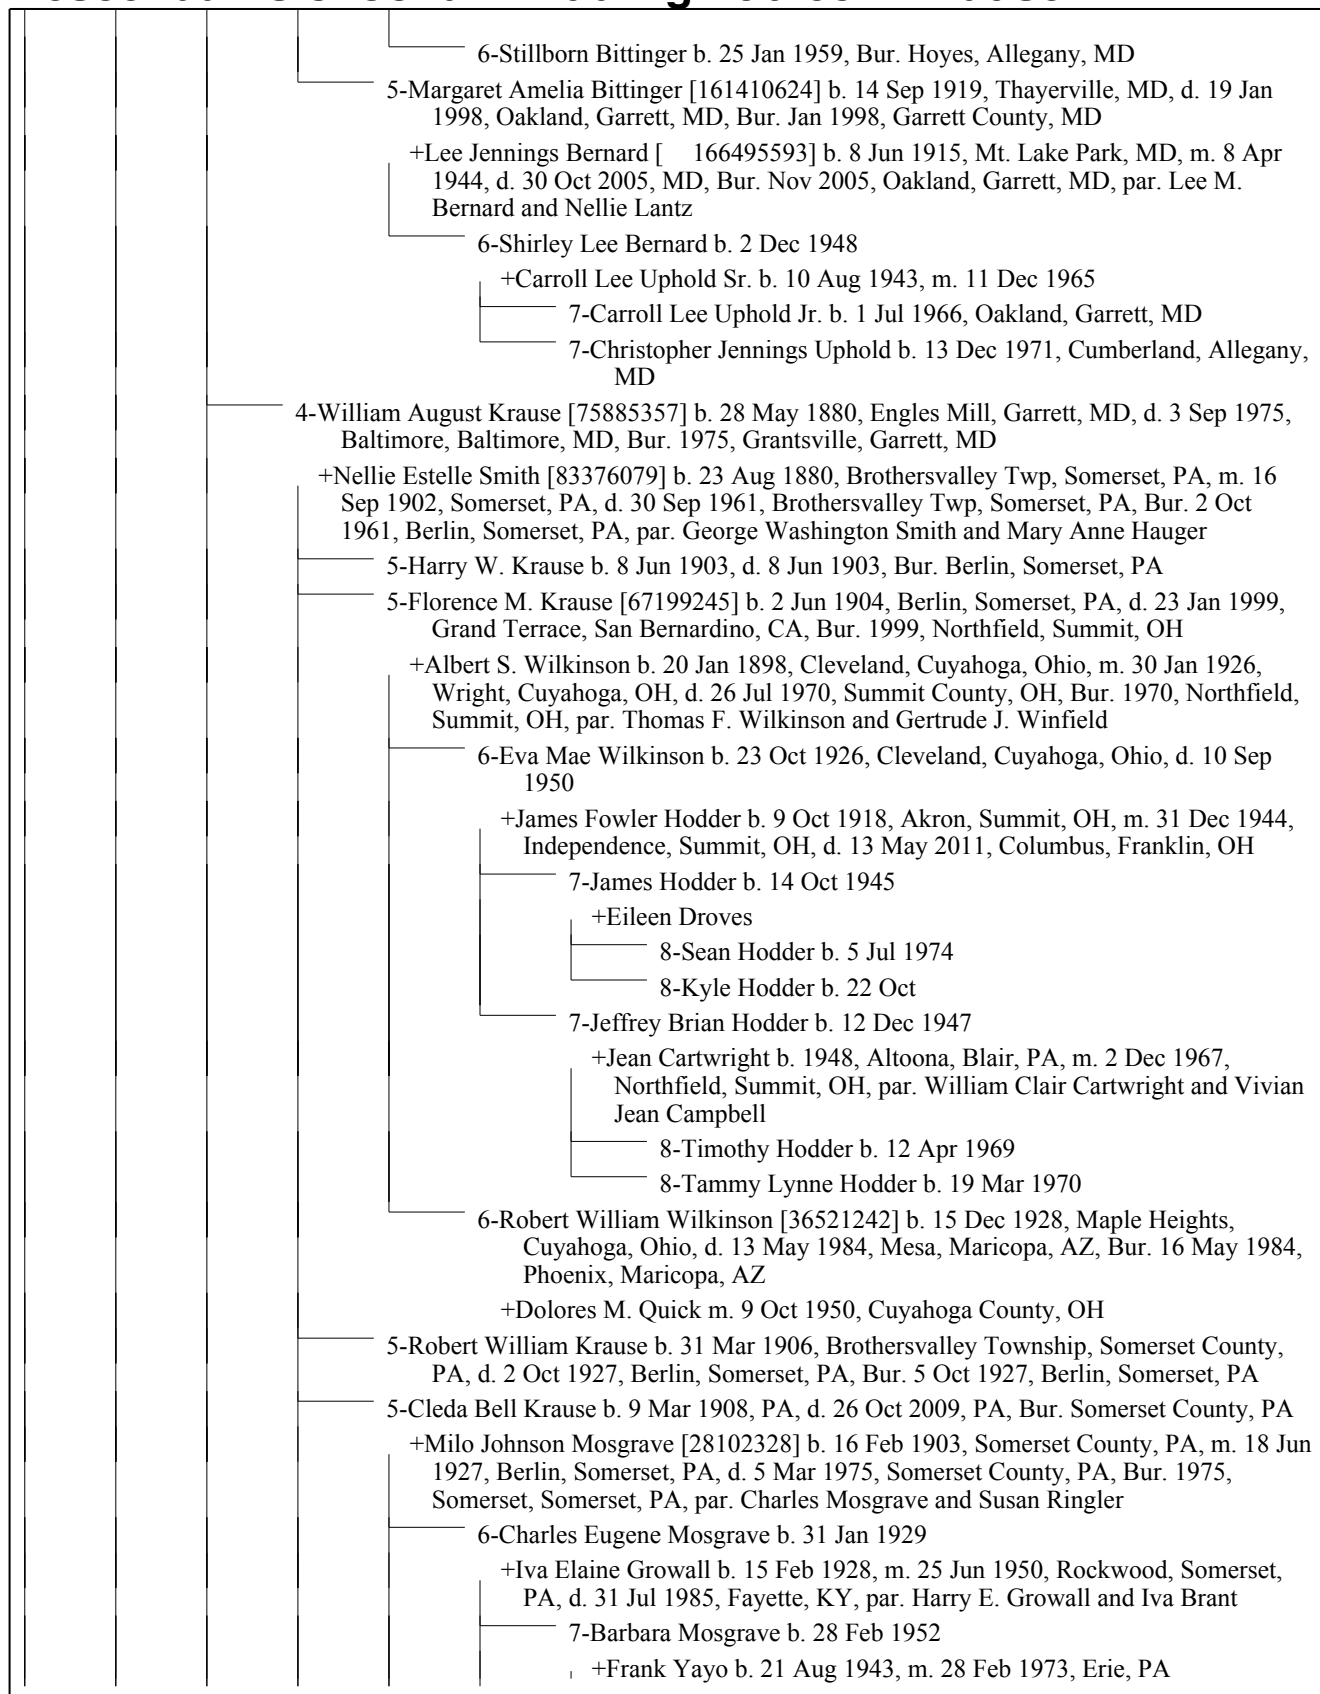 6-Stillborn Bittinger b. 25 Jan 1959, Bur. Hoyes, Allegany, MD
5-Margaret Amelia Bittinger [161410624] b. 14 Sep 1919, Thayerville, MD, d. 19 Jan
1998, Oakland, Garrett, MD, Bur. Jan 1998, Garrett County, MD
+Lee Jennings Bernard [ 166495593] b. 8 Jun 1915, Mt. Lake Park, MD, m. 8 Apr
1944, d. 30 Oct 2005, MD, Bur. Nov 2005, Oakland, Garrett, MD, par. Lee M.
Bernard and Nellie Lantz
6-Shirley Lee Bernard b. 2 Dec 1948
+Carroll Lee Uphold Sr. b. 10 Aug 1943, m. 11 Dec 1965
7-Carroll Lee Uphold Jr. b. 1 Jul 1966, Oakland, Garrett, MD
7-Christopher Jennings Uphold b. 13 Dec 1971, Cumberland, Allegany,
MD
4-William August Krause [75885357] b. 28 May 1880, Engles Mill, Garrett, MD, d. 3 Sep 1975,
Baltimore, Baltimore, MD, Bur. 1975, Grantsville, Garrett, MD
+Nellie Estelle Smith [83376079] b. 23 Aug 1880, Brothersvalley Twp, Somerset, PA, m. 16
Sep 1902, Somerset, PA, d. 30 Sep 1961, Brothersvalley Twp, Somerset, PA, Bur. 2 Oct
1961, Berlin, Somerset, PA, par. George Washington Smith and Mary Anne Hauger
5-Harry W. Krause b. 8 Jun 1903, d. 8 Jun 1903, Bur. Berlin, Somerset, PA
5-Florence M. Krause [67199245] b. 2 Jun 1904, Berlin, Somerset, PA, d. 23 Jan 1999,
Grand Terrace, San Bernardino, CA, Bur. 1999, Northfield, Summit, OH
+Albert S. Wilkinson b. 20 Jan 1898, Cleveland, Cuyahoga, Ohio, m. 30 Jan 1926,
Wright, Cuyahoga, OH, d. 26 Jul 1970, Summit County, OH, Bur. 1970, Northfield,
Summit, OH, par. Thomas F. Wilkinson and Gertrude J. Winfield
6-Eva Mae Wilkinson b. 23 Oct 1926, Cleveland, Cuyahoga, Ohio, d. 10 Sep
1950
+James Fowler Hodder b. 9 Oct 1918, Akron, Summit, OH, m. 31 Dec 1944,
Independence, Summit, OH, d. 13 May 2011, Columbus, Franklin, OH
7-James Hodder b. 14 Oct 1945
+Eileen Droves
8-Sean Hodder b. 5 Jul 1974
8-Kyle Hodder b. 22 Oct
7-Jeffrey Brian Hodder b. 12 Dec 1947
+Jean Cartwright b. 1948, Altoona, Blair, PA, m. 2 Dec 1967,
Northfield, Summit, OH, par. William Clair Cartwright and Vivian
Jean Campbell
8-Timothy Hodder b. 12 Apr 1969
8-Tammy Lynne Hodder b. 19 Mar 1970
6-Robert William Wilkinson [36521242] b. 15 Dec 1928, Maple Heights,
Cuyahoga, Ohio, d. 13 May 1984, Mesa, Maricopa, AZ, Bur. 16 May 1984,
Phoenix, Maricopa, AZ
+Dolores M. Quick m. 9 Oct 1950, Cuyahoga County, OH
5-Robert William Krause b. 31 Mar 1906, Brothersvalley Township, Somerset County,
PA, d. 2 Oct 1927, Berlin, Somerset, PA, Bur. 5 Oct 1927, Berlin, Somerset, PA
5-Cleda Bell Krause b. 9 Mar 1908, PA, d. 26 Oct 2009, PA, Bur. Somerset County, PA
+Milo Johnson Mosgrave [28102328] b. 16 Feb 1903, Somerset County, PA, m. 18 Jun
1927, Berlin, Somerset, PA, d. 5 Mar 1975, Somerset County, PA, Bur. 1975,
Somerset, Somerset, PA, par. Charles Mosgrave and Susan Ringler
6-Charles Eugene Mosgrave b. 31 Jan 1929
+Iva Elaine Growall b. 15 Feb 1928, m. 25 Jun 1950, Rockwood, Somerset,
PA, d. 31 Jul 1985, Fayette, KY, par. Harry E. Growall and Iva Brant
7-Barbara Mosgrave b. 28 Feb 1952
+Frank Yayo b. 21 Aug 1943, m. 28 Feb 1973, Erie, PA